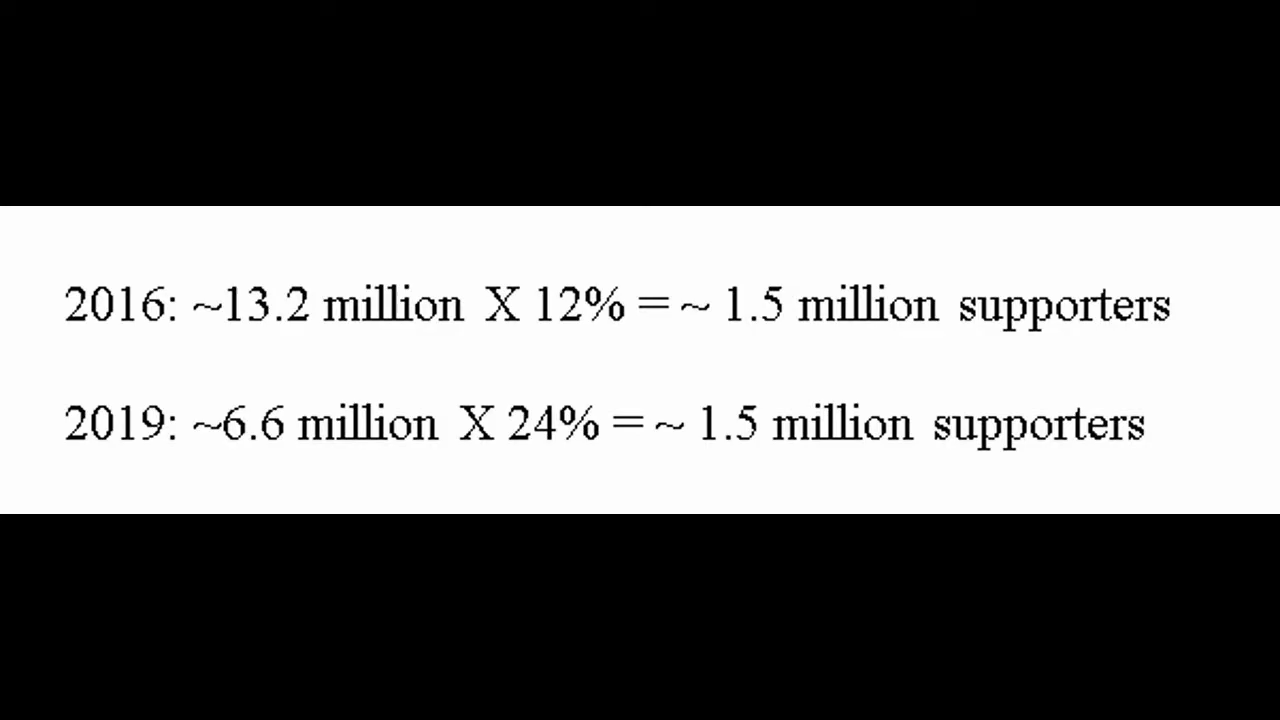 2016: ~13.2 million X 12% = ~ 1.5 million supporters
2019: ~6.6 million X 24% = ~ 1.5 million supporters